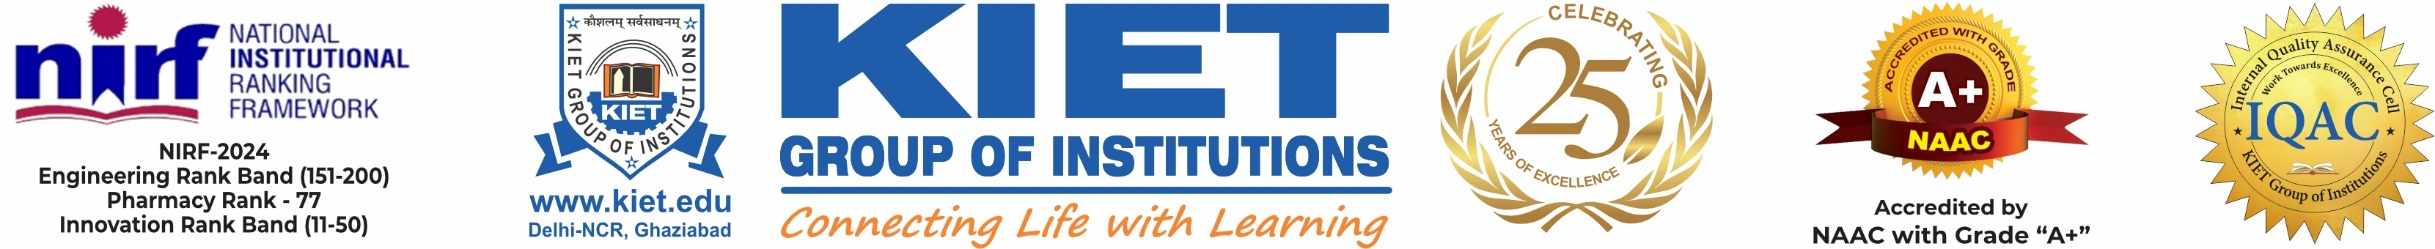 nirf
NATIONAL
INSTITUTIONAL
RANKING
FRAMEWORK
NIRF-2024
Engineering Rank Band (151-200)
Pharmacy Rank - 77
Innovation Rank Band (11-50)
कौशलम् सर्वसाधनम्
KIET GROUP OF INSTITUTIONS
KIET
www.kiet.edu
Delhi-NCR, Ghaziabad
KIET
GROUP OF INSTITUTIONS
Connecting Life with Learning
CELEBRATING
25
YEARS OF EXCELLENCE
ACCREDITED WITH GRADE
A+
NAAC
Accredited by
NAAC with Grade “A+”
Internal Quality Assurance Cell
Work Towards Excellence
IQAC
KIET Group of Institutions